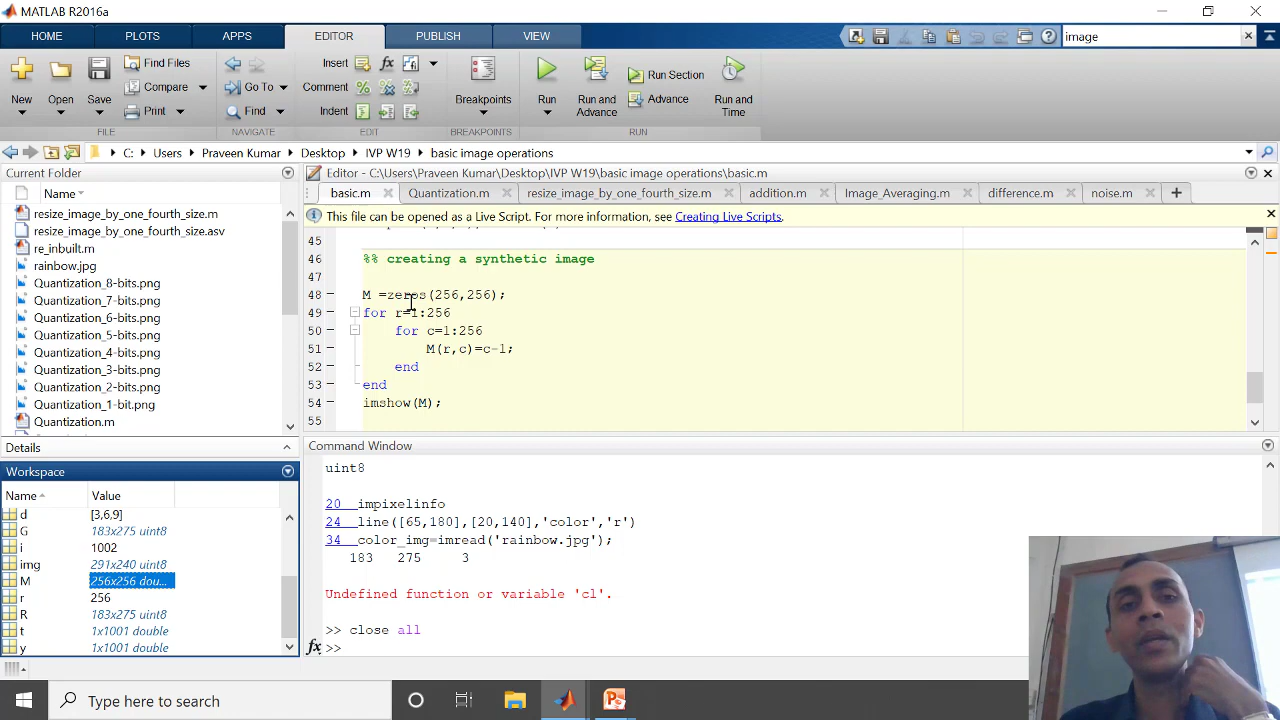 MATLAB R2016a
HOME PLOTS APPS EDITOR PUBLISH VIEW image
New Open Save Find Files Compare Print
Go To Find
Insert Comment Indent
Breakpoints
Run Run and Advance Run Section Advance Run and Time
FILE NAVIGATE EDIT BREAKPOINTS RUN
C: Users Praveen Kumar Desktop IVP W19 basic image operations
Current Folder
Name
resize_image_by_one_fourth_size.m
resize_image_by_one_fourth_size.asv
re_inbuilt.m
rainbow.jpg
Quantization_8-bits.png
Quantization_7-bits.png
Quantization_6-bits.png
Quantization_5-bits.png
Quantization_4-bits.png
Quantization_3-bits.png
Quantization_2-bits.png
Quantization_1-bit.png
Quantization.m
Details
Workspace
Name Value
d [3,6,9]
G 183x275 uint8
i 1002
img 291x240 uint8
M 256x256 dou...
r 256
R 183x275 uint8
t 1x1001 double
y 1x1001 double
Editor - C:\Users\Praveen Kumar\Desktop\IVP W19\basic image operations\basic.m
basic.m Quantization.m resize_image_by_one_fourth_size.m addition.m Image_Averaging.m difference.m noise.m
This file can be opened as a Live Script. For more information, see Creating Live Scripts.
45
46 %% creating a synthetic image
47
48 M =zeros(256,256);
49 for r=1:256
50 for c=1:256
51 M(r,c)=c-1;
52 end
53 end
54 imshow(M);
55
Command Window
uint8
20 impixelinfo
24 line([65,180],[20,140],'color','r')
34 color_img=imread('rainbow.jpg');
183 275 3
Undefined function or variable 'cl'.
>> close all
fx >>
Type here to search